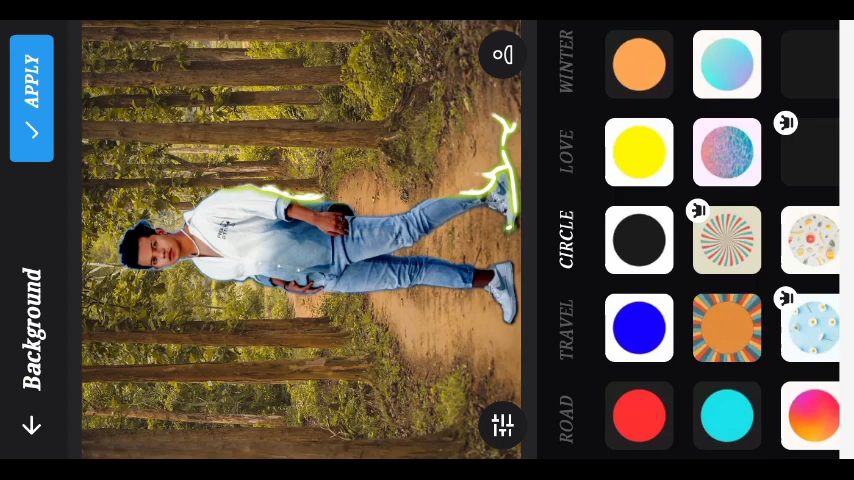 Background
APPLY
ROAD
TRAVEL
CIRCLE
LOVE
WINTER